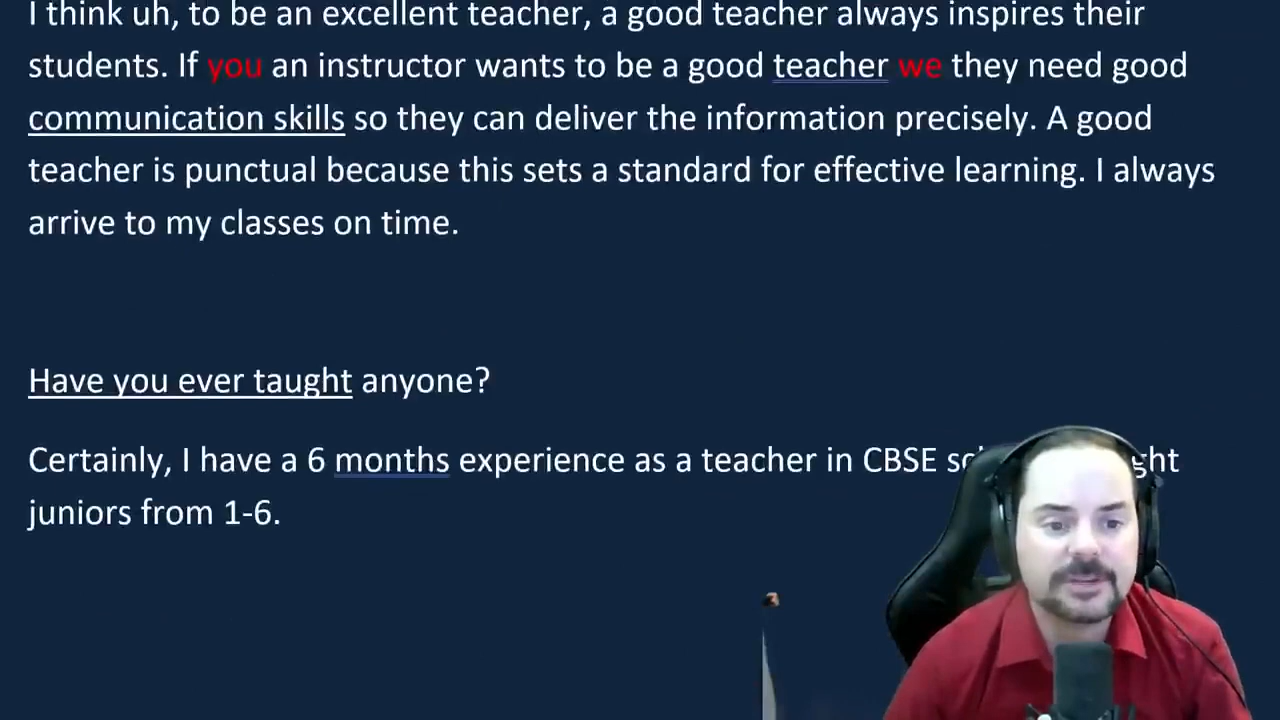 I think uh, to be an excellent teacher, a good teacher always inspires their
students. If you an instructor wants to be a good teacher we they need good
communication skills so they can deliver the information precisely. A good
teacher is punctual because this sets a standard for effective learning. I always
arrive to my classes on time.
Have you ever taught anyone?
Certainly, I have a 6 months experience as a teacher in CBSE
juniors from 1-6.